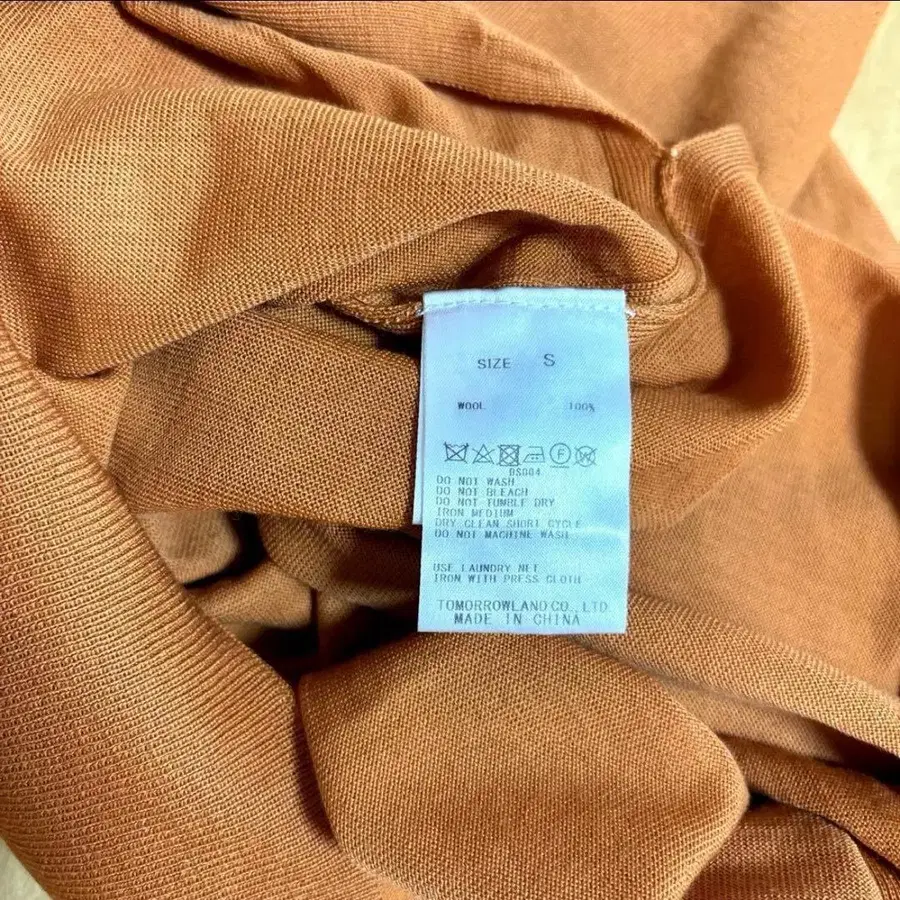 SIZE S
WOOL 100%
F W
DS004
DO NOT WASH
DO NOT BLEACH
DO NOT TUMBLE DRY
IRON MEDIUM
DRY CLEAN SHORT CYCLE
DO NOT MACHINE WASH
USE LAUNDRY NET
IRON WITH PRESS CLOTH
TOMORROWLAND CO., LTD.
MADE IN CHINA